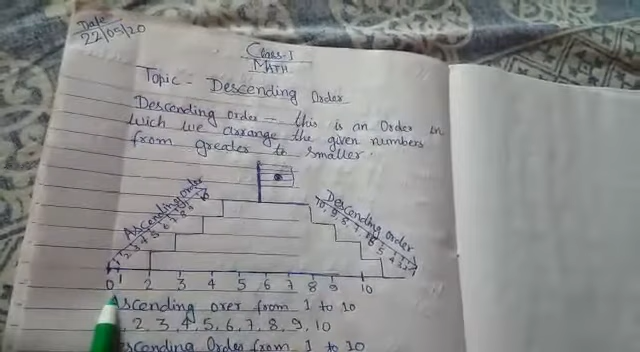 Date
22/05/20
Class-I
MATH
Topic - Descending Order
Descending order - this is an Order in
wich we arrange the given numbers
from greater to smaller.
Ascending order
Descending order
0 1 2 3 4 5 6 7 8 9 10
Ascending orer from 1 to 10
, 2, 3, 4, 5, 6, 7, 8, 9, 10
escending Order from 1 to 10